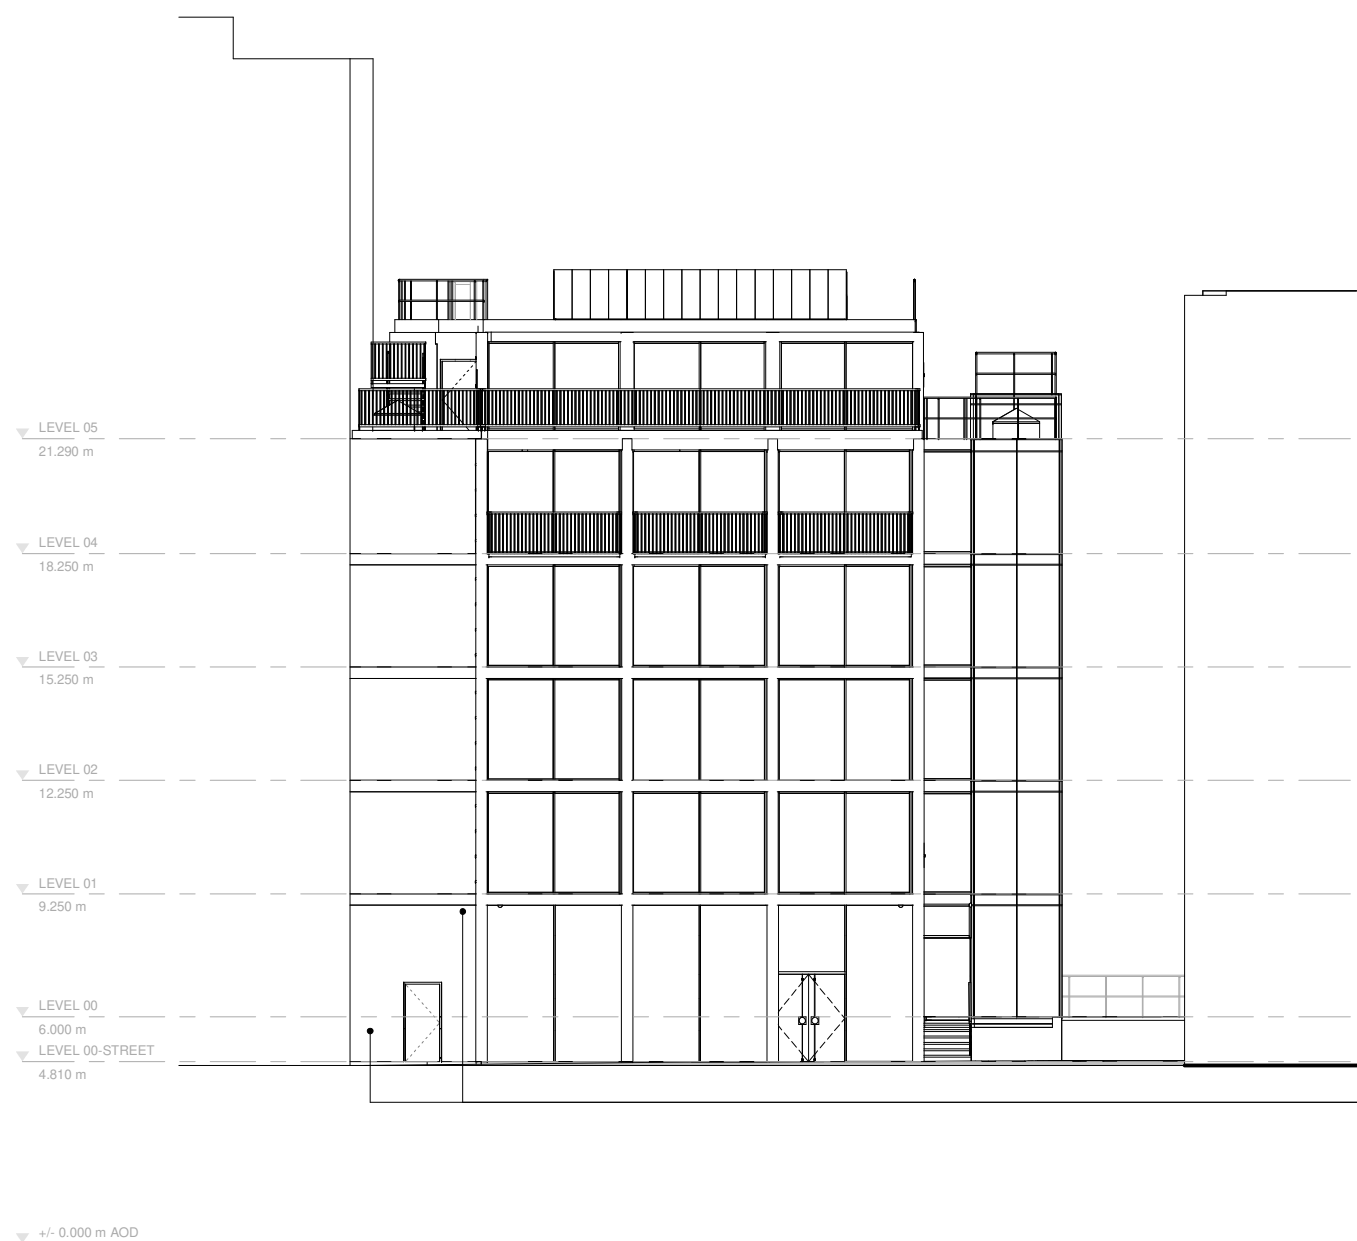 LEVEL 05
21.290 m
LEVEL 04
18.250 m
LEVEL 03
15.250 m
LEVEL 02
12.250 m
LEVEL 01
9.250 m
LEVEL 00
6.000 m
LEVEL 00-STREET
4.810 m
+/- 0.000 m AOD